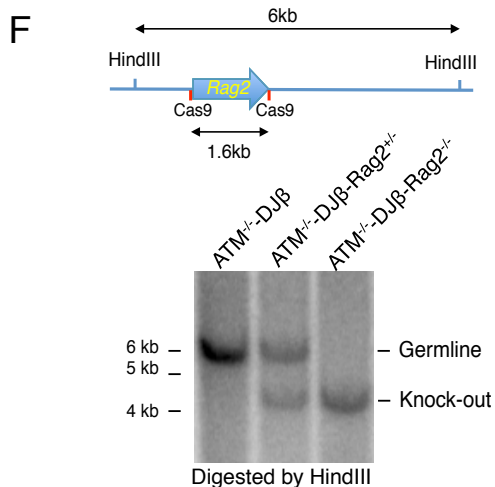 F
6kb
HindIII
HindIII
Rag2
Cas9
Cas9
1.6kb
ATM-/--DJβ
ATM-/--DJβ-Rag2+/-
ATM-/--DJβ-Rag2-/-
6 kb – – Germline
5 kb –
– Knock-out
4 kb –
Digested by HindIII